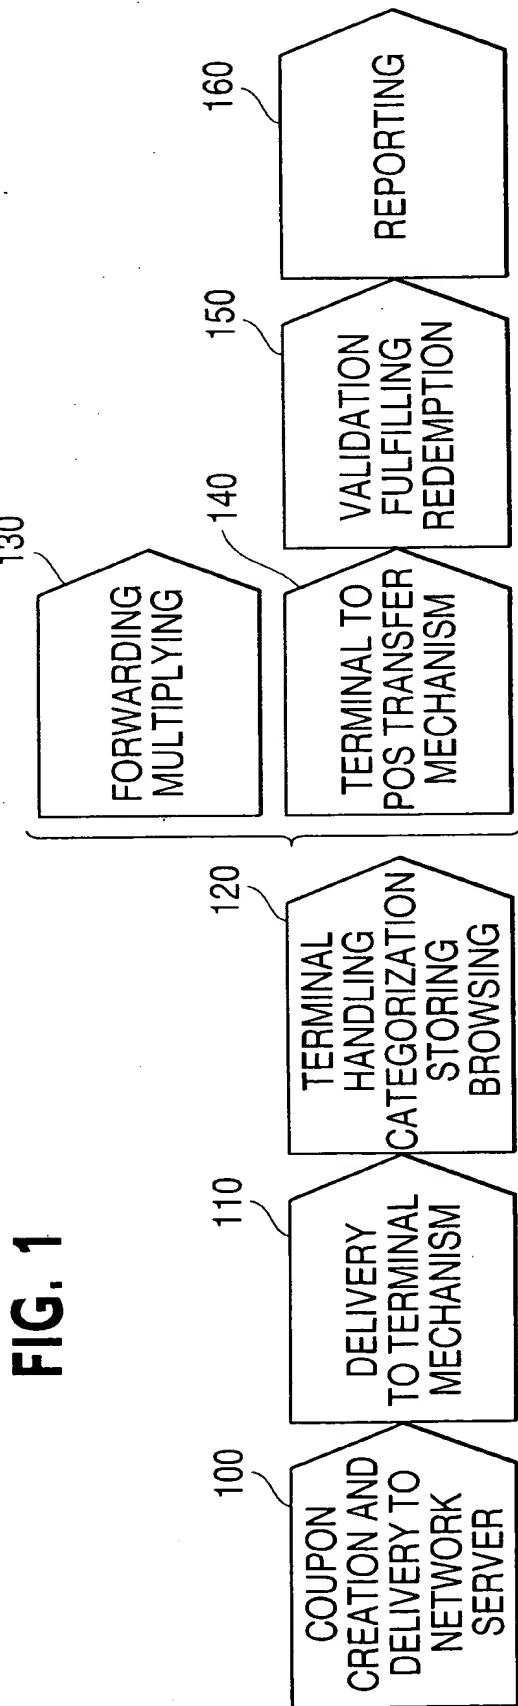 FIG. 1
100
COUPON
CREATION AND
DELIVERY TO
NETWORK
SERVER
110
DELIVERY
TO TERMINAL
MECHANISM
120
TERMINAL
HANDLING
CATEGORIZATION
STORING
BROWSING
130
FORWARDING
MULTIPLYING
140
TERMINAL TO
POS TRANSFER
MECHANISM
150
VALIDATION
FULFILLING
REDEMPTION
160
REPORTING